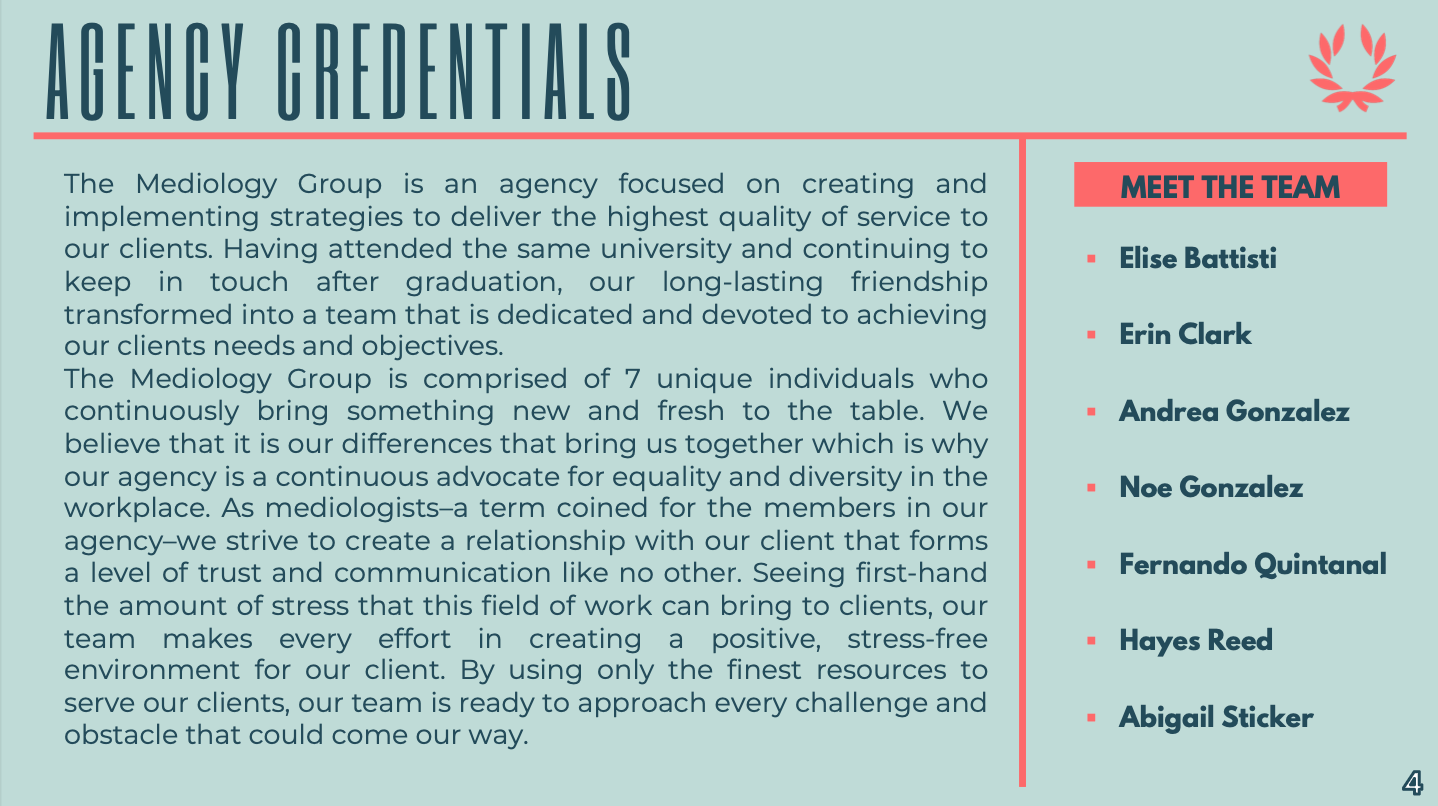 AGENCY CREDENTIALS
The Mediology Group is an agency focused on creating and
implementing strategies to deliver the highest quality of service to
our clients. Having attended the same university and continuing to
keep in touch after graduation, our long-lasting friendship
transformed into a team that is dedicated and devoted to achieving
our clients needs and objectives.
The Mediology Group is comprised of 7 unique individuals who
continuously bring something new and fresh to the table. We
believe that it is our differences that bring us together which is why
our agency is a continuous advocate for equality and diversity in the
workplace. As mediologists–a term coined for the members in our
agency–we strive to create a relationship with our client that forms
a level of trust and communication like no other. Seeing first-hand
the amount of stress that this field of work can bring to clients, our
team makes every effort in creating a positive, stress-free
environment for our client. By using only the finest resources to
serve our clients, our team is ready to approach every challenge and
obstacle that could come our way.
MEET THE TEAM
▪ Elise Battisti
▪ Erin Clark
▪ Andrea Gonzalez
▪ Noe Gonzalez
▪ Fernando Quintanal
▪ Hayes Reed
▪ Abigail Sticker
4